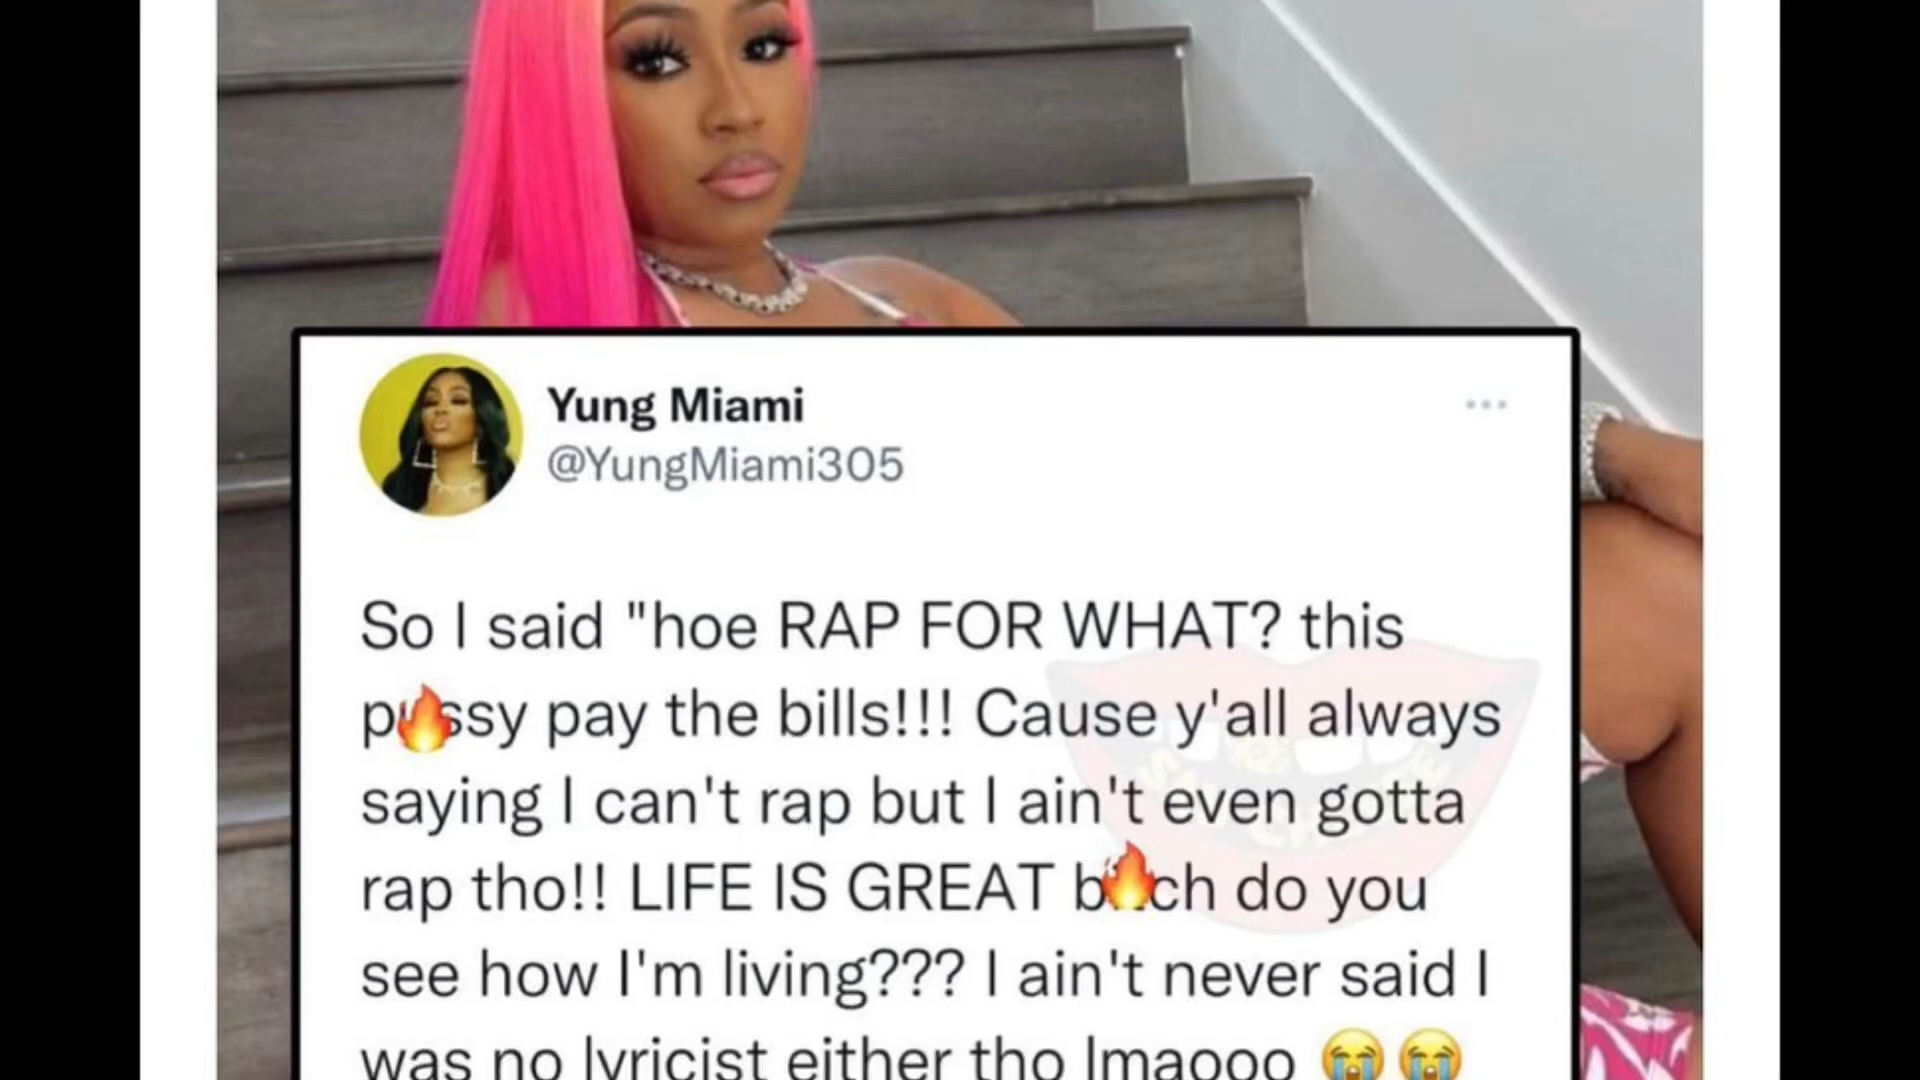 Yung Miami
@YungMiami305
So I said "hoe RAP FOR WHAT? this
p🔥ssy pay the bills!!! Cause y'all always
saying I can't rap but I ain't even gotta
rap tho!! LIFE IS GREAT b🔥ch do you
see how I'm living??? I ain't never said I
was no lyricist either tho lmaooo 😭😭